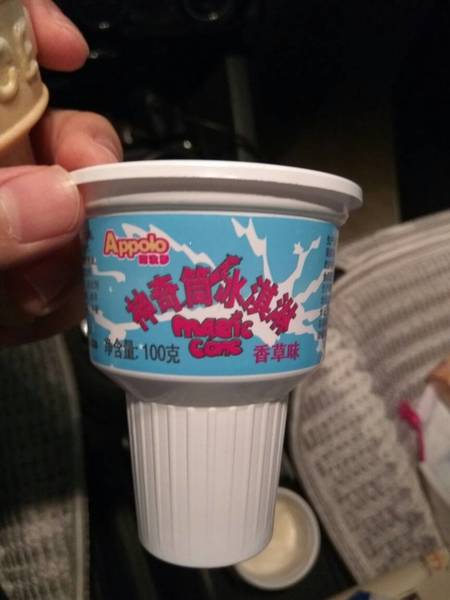 Appolo
阿波罗
神奇筒冰淇淋
magic
cone
净含量: 100克
香草味